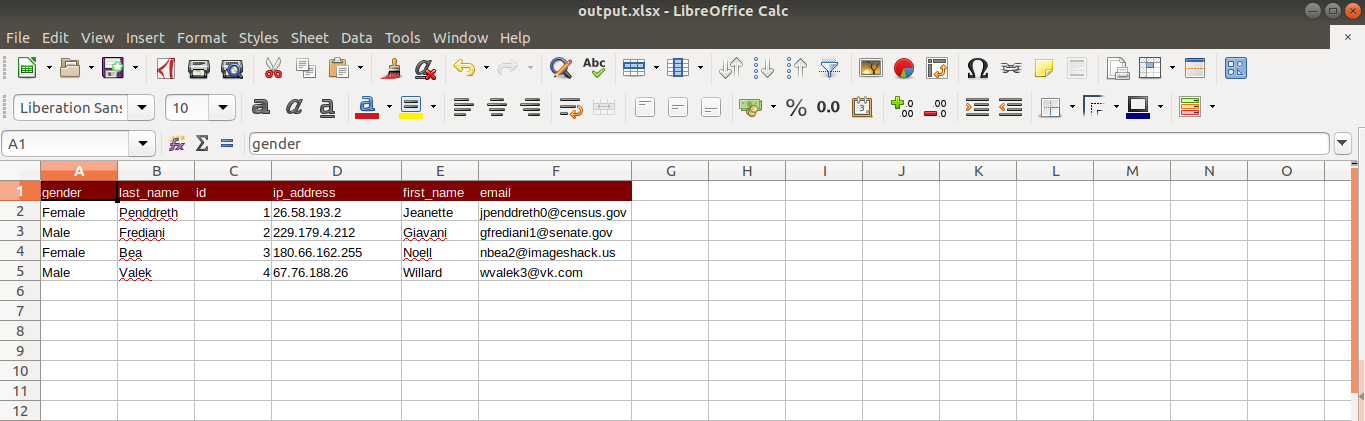 output.xlsx - LibreOffice Calc
File Edit View Insert Format Styles Sheet Data Tools Window Help
Abc
Liberation Sans 10 a a a a % 0.0
A1 fx Σ = gender
A B C D E F G H I J K L M N O
1 gender last_name id ip_address first_name email
2 Female Penddreth 1 26.58.193.2 Jeanette jpenddreth0@census.gov
3 Male Frediani 2 229.179.4.212 Giavani gfrediani1@senate.gov
4 Female Bea 3 180.66.162.255 Noell nbea2@imageshack.us
5 Male Valek 4 67.76.188.26 Willard wvalek3@vk.com
6
7
8
9
10
11
12